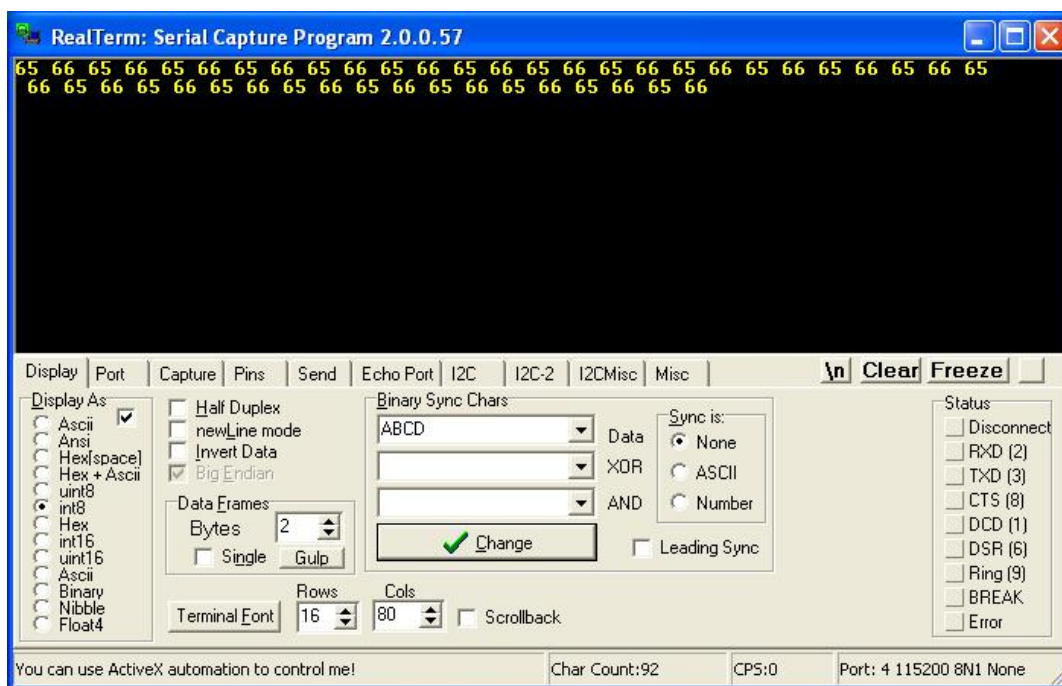 RealTerm: Serial Capture Program 2.0.0.57
65 66 65 66 65 66 65 66 65 66 65 66 65 66 65 66 65 66 65 66 65 66 65 66 65 66 65
66 65 66 65 66 65 66 65 66 65 66 65 66 65 66 65 66 65 66
Display Port Capture Pins Send Echo Port I2C I2C-2 I2CMisc Misc \n Clear Freeze
Display As
Ascii
Ansi
Hex[space]
Hex + Ascii
uint8
int8
Hex
int16
uint16
Ascii
Binary
Nibble
Float4
Half Duplex
newLine mode
Invert Data
Big Endian
Data Frames
Bytes 2
Single Gulp
Terminal Font
Rows
16
Cols
80
Scrollback
Binary Sync Chars
ABCD Data
XOR
AND
Change
Sync is:
None
ASCII
Number
Leading Sync
Status
Disconnect
RXD (2)
TXD (3)
CTS (8)
DCD (1)
DSR (6)
Ring (9)
BREAK
Error
You can use ActiveX automation to control me! Char Count:92 CPS:0 Port: 4 115200 8N1 None